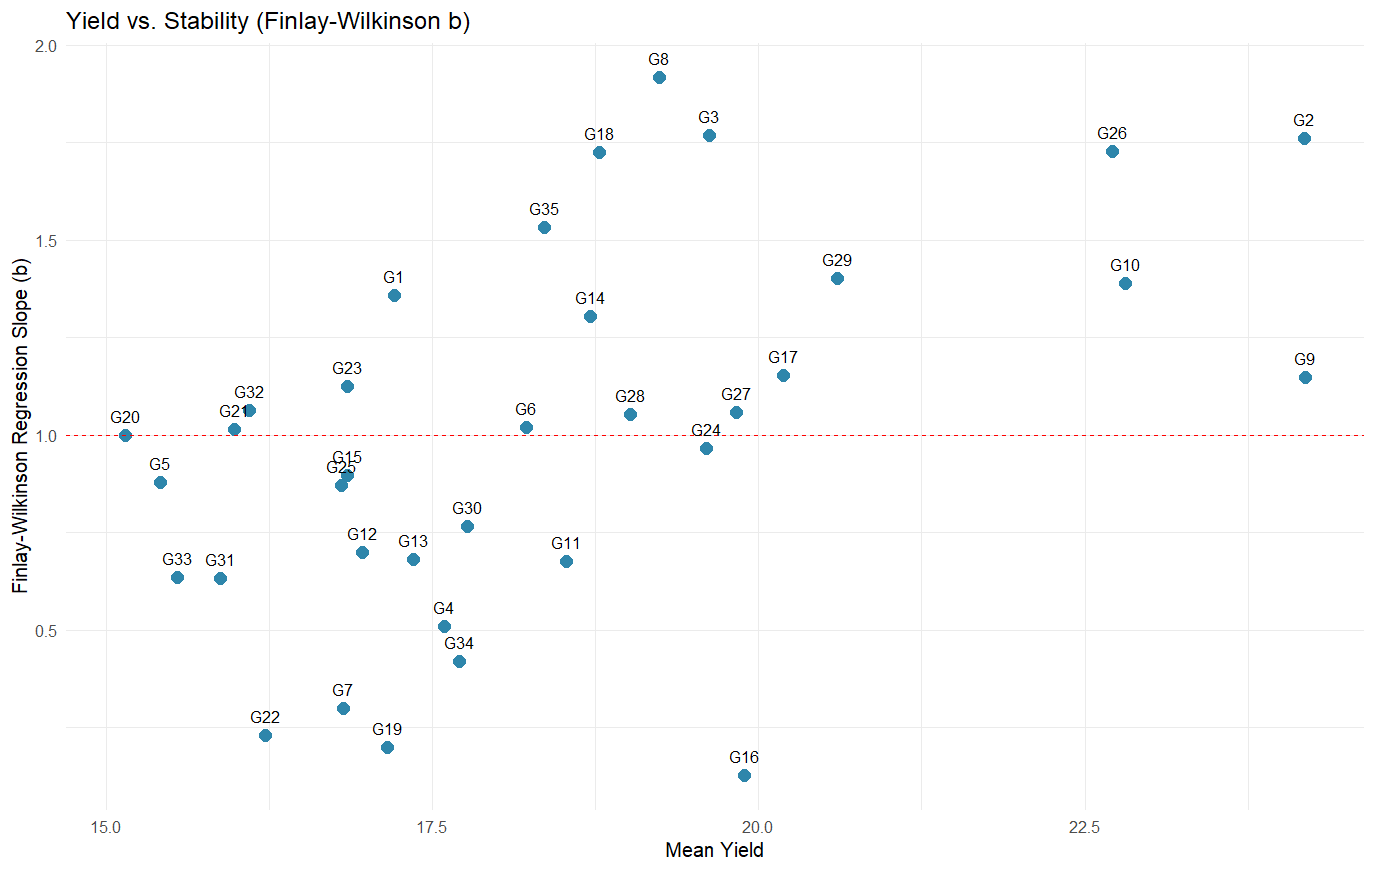 Yield vs. Stability (Finlay-Wilkinson b)
Finlay-Wilkinson Regression Slope (b)
2.0
1.5
1.0
0.5
G8
G3
G2
G26
G18
G35
G29
G10
G1
G14
G17
G9
G23
G32
G27
G28
G6
G21
G20
G24
G15
G5
G25
G30
G12
G13
G11
G33
G31
G4
G34
G7
G22
G19
G16
15.0
17.5
20.0
22.5
Mean Yield